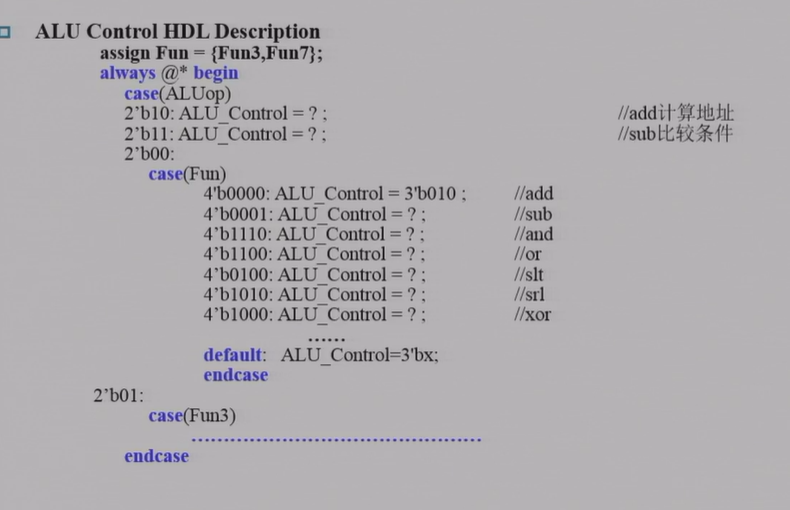 ALU Control HDL Description
assign Fun = {Fun3,Fun7};
always @* begin
case(ALUop)
2’b10: ALU_Control = ? ; //add计算地址
2’b11: ALU_Control = ? ; //sub比较条件
2’b00:
case(Fun)
4'b0000: ALU_Control = 3'b010 ; //add
4’b0001: ALU_Control = ? ; //sub
4’b1110: ALU_Control = ? ; //and
4’b1100: ALU_Control = ? ; //or
4’b0100: ALU_Control = ? ; //slt
4’b1010: ALU_Control = ? ; //srl
4’b1000: ALU_Control = ? ; //xor
......
default: ALU_Control=3'bx;
endcase
2’b01:
case(Fun3)
................................................
endcase